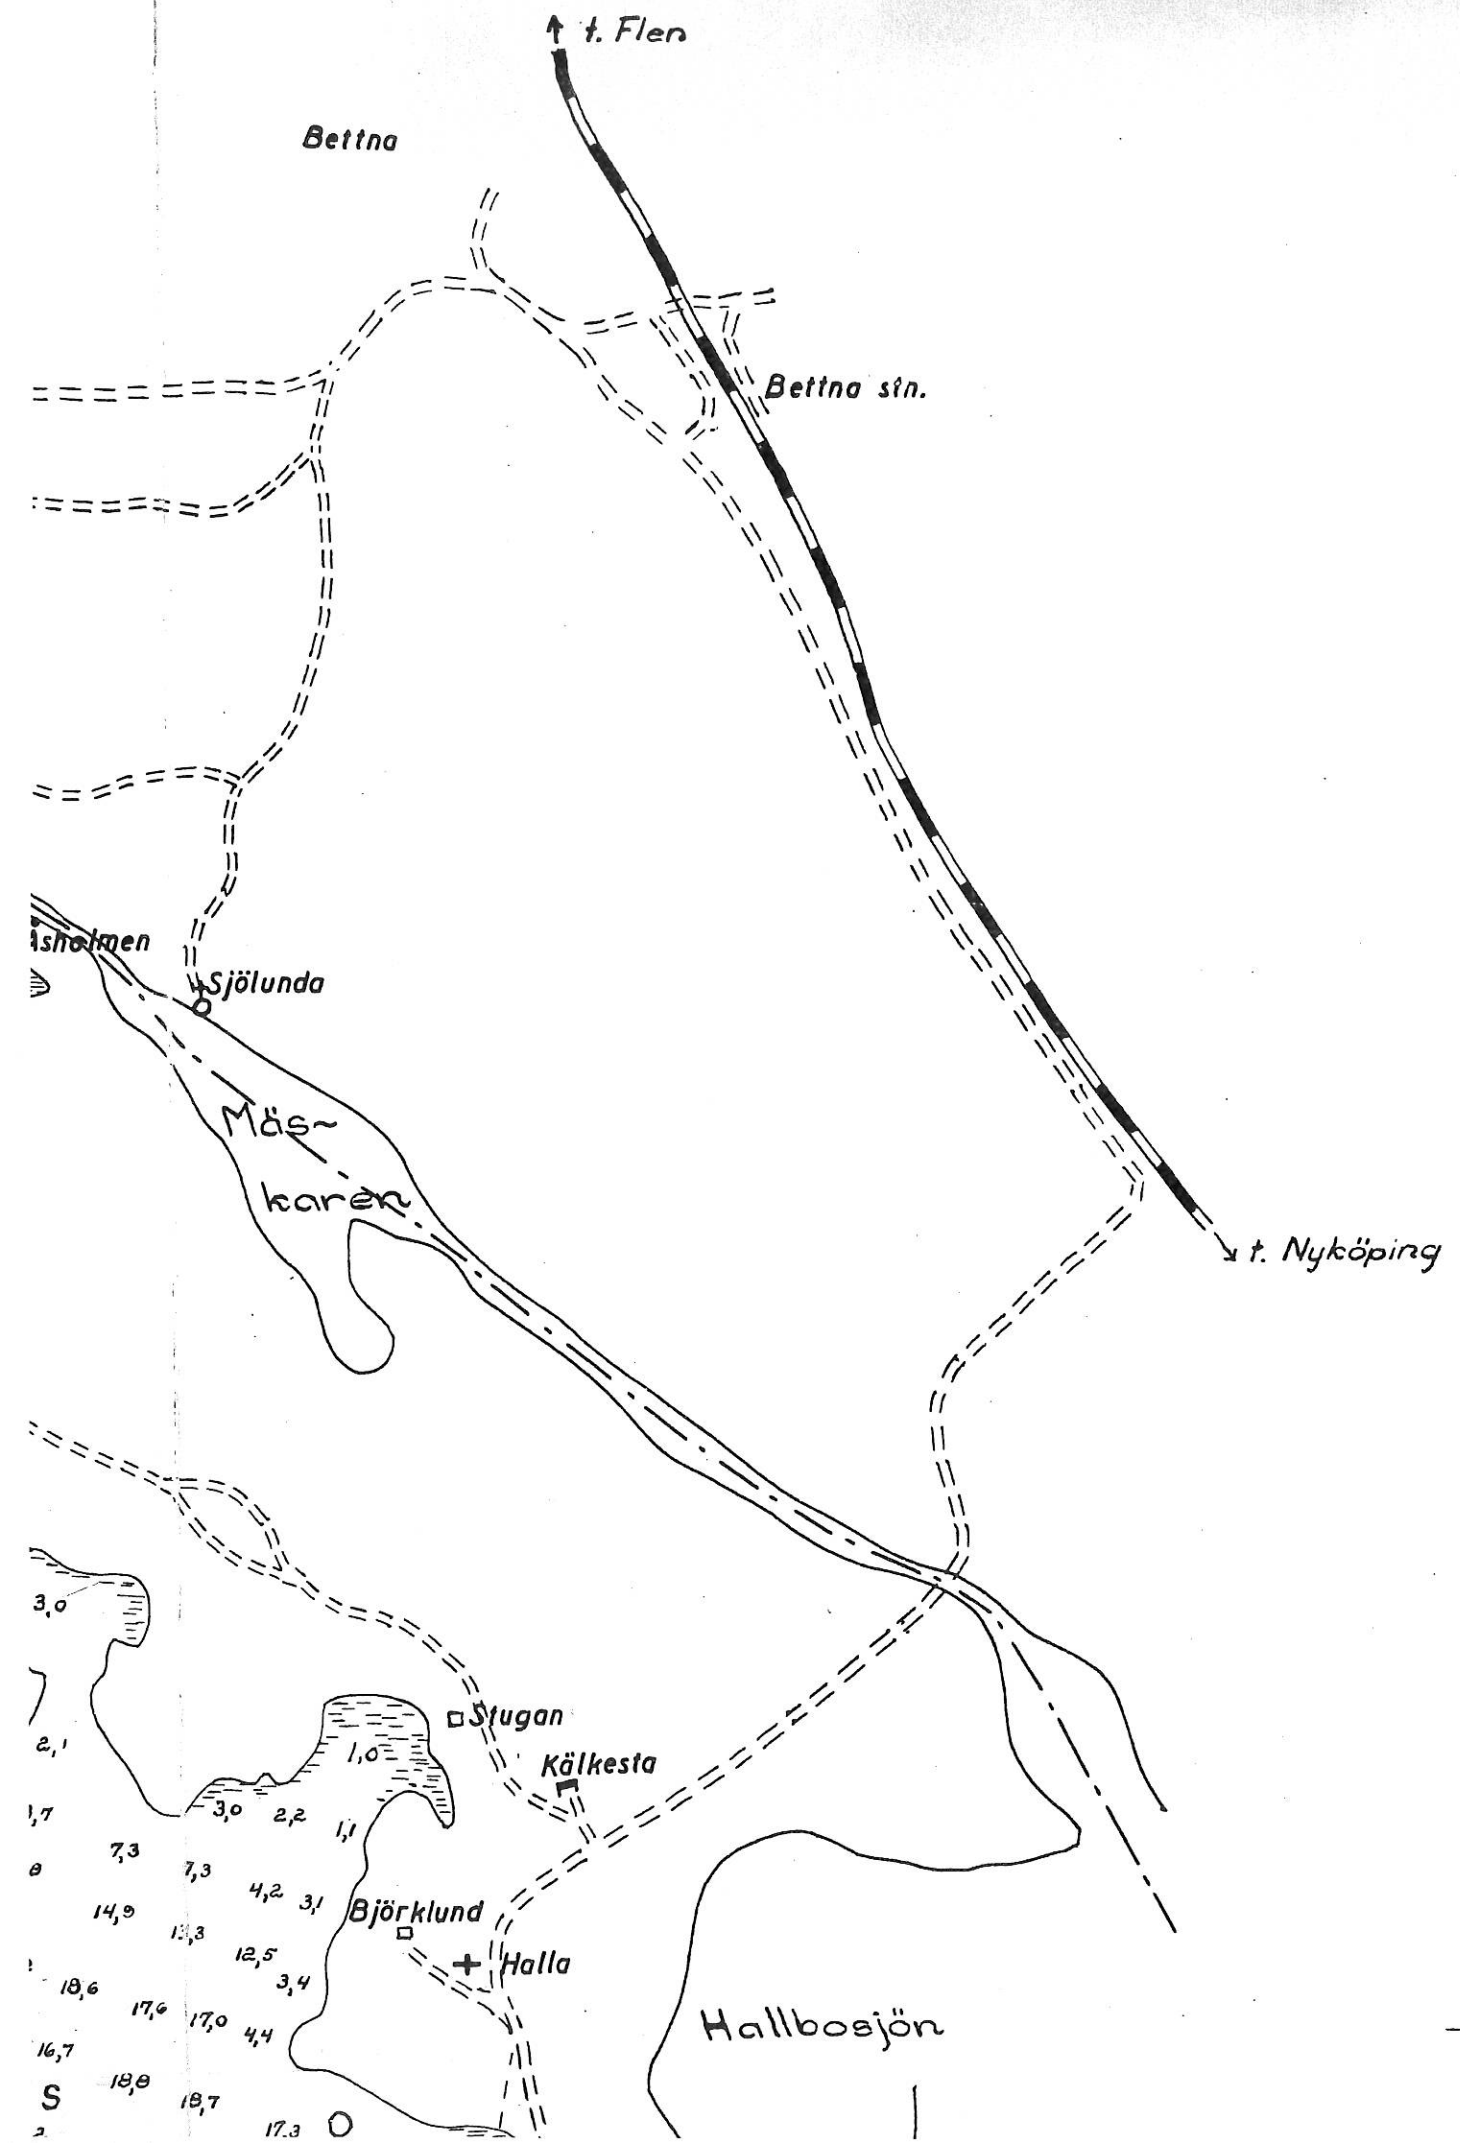 t. Flen
Bettna
Bettna stn.
Åsholmen
Sjölunda
Mäs~
karen
t. Nyköping
3,0
Stugan
2,1
1,0
Kälkesta
3,0
2,2
1,1
7,3
7,3
4,2
3,1
14,9
Björklund
12,5
Halla
18,6
3,4
17,6
17,0
4,4
Hallbosjön
16,7
18,8
S
18,7
17.3
O